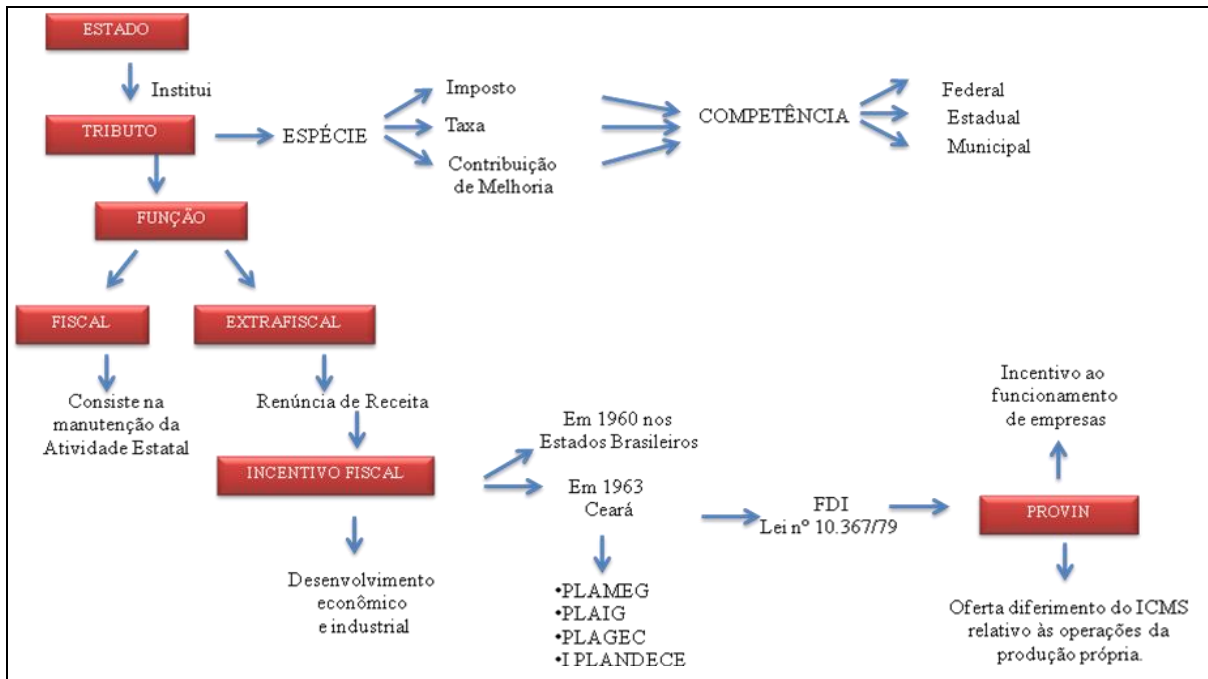 ESTADO
Institui
TRIBUTO
ESPÉCIE
Imposto
Taxa
Contribuição
de Melhoria
COMPETÊNCIA
Federal
Estadual
Municipal
FUNÇÃO
FISCAL
EXTRAFISCAL
Consiste na
manutenção da
Atividade Estatal
Renúncia de Receita
INCENTIVO FISCAL
Desenvolvimento
econômico
e industrial
Em 1960 nos
Estados Brasileiros
Em 1963
Ceará
•PLAMEG
•PLAIG
•PLAGEC
•I PLANDECE
FDI
Lei nº 10.367/79
Incentivo ao
funcionamento
de empresas
PROVIN
Oferta diferimento do ICMS
relativo às operações da
produção própria.